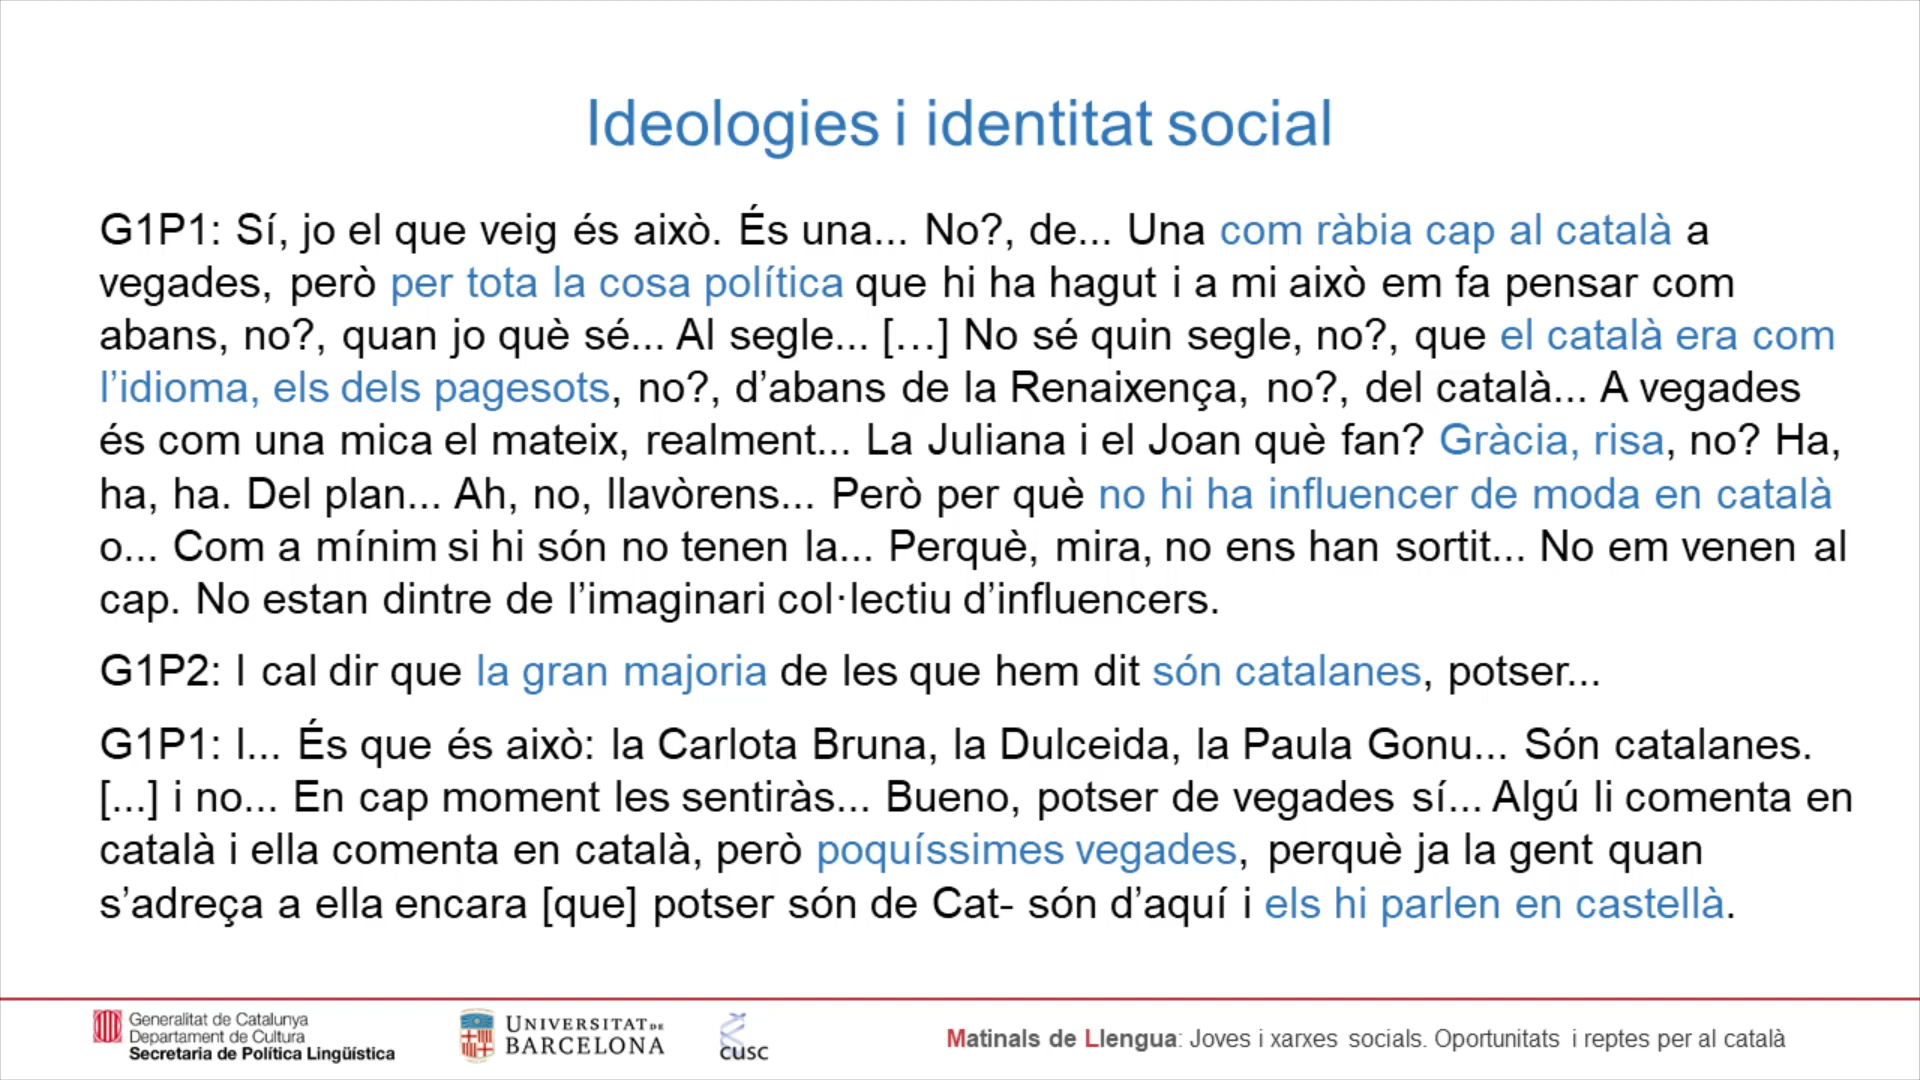 Ideologies i identitat social
G1P1: Sí, jo el que veig és això. És una... No?, de... Una com ràbia cap al català a
vegades, però per tota la cosa política que hi ha hagut i a mi això em fa pensar com
abans, no?, quan jo què sé... Al segle... […] No sé quin segle, no?, que el català era com
l’idioma, els dels pagesots, no?, d’abans de la Renaixença, no?, del català... A vegades
és com una mica el mateix, realment... La Juliana i el Joan què fan? Gràcia, risa, no? Ha,
ha, ha. Del plan... Ah, no, llavòrens... Però per què no hi ha influencer de moda en català
o... Com a mínim si hi són no tenen la... Perquè, mira, no ens han sortit... No em venen al
cap. No estan dintre de l’imaginari col·lectiu d’influencers.
G1P2: I cal dir que la gran majoria de les que hem dit són catalanes, potser...
G1P1: I... És que és això: la Carlota Bruna, la Dulceida, la Paula Gonu... Són catalanes.
[...] i no... En cap moment les sentiràs... Bueno, potser de vegades sí... Algú li comenta en
català i ella comenta en català, però poquíssimes vegades, perquè ja la gent quan
s’adreça a ella encara [que] potser són de Cat- són d’aquí i els hi parlen en castellà.
Generalitat de Catalunya
Departament de Cultura
Secretaria de Política Lingüística
UNIVERSITAT DE
BARCELONA
CUSC
Matinals de Llengua: Joves i xarxes socials. Oportunitats i reptes per al català